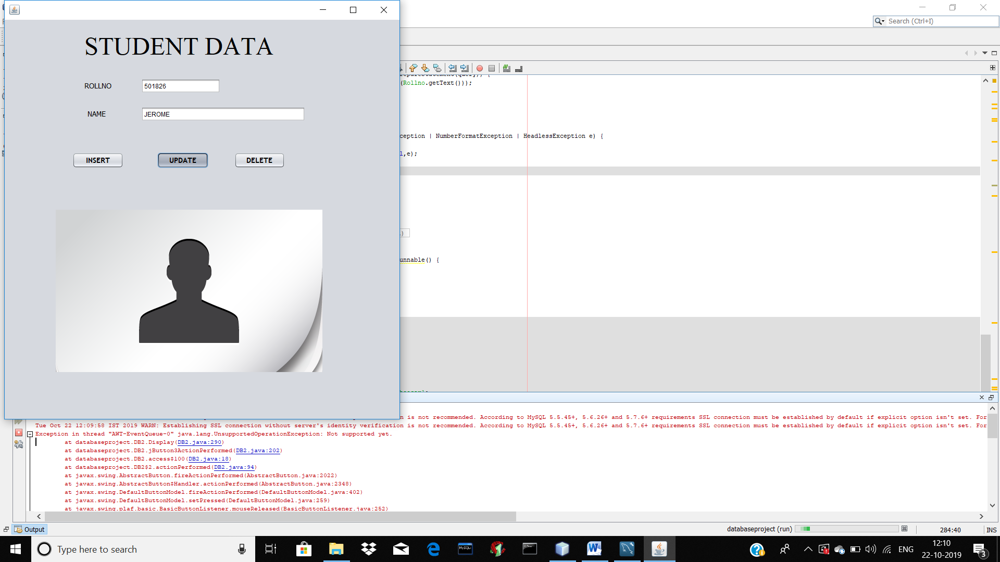 Search (Ctrl+I)
STUDENT DATA
ROLLNO 501826
NAME JEROME
INSERT UPDATE DELETE
(Rollno.getText()));
ception | NumberFormatException | HeadlessException e) {
,e);
unnable() {
n is not recommended. According to MySQL 5.5.45+, 5.6.26+ and 5.7.6+ requirements SSL connection must be established by default if explicit option isn't set. For
Tue Oct 22 12:09:58 IST 2019 WARN: Establishing SSL connection without server's identity verification is not recommended. According to MySQL 5.5.45+, 5.6.26+ and 5.7.6+ requirements SSL connection must be established by default if explicit option isn't set. For
Exception in thread "AWT-EventQueue-0" java.lang.UnsupportedOperationException: Not supported yet.
at databaseproject.DB2.Display(DB2.java:290)
at databaseproject.DB2.jButton3ActionPerformed(DB2.java:202)
at databaseproject.DB2.access$100(DB2.java:18)
at databaseproject.DB2$2.actionPerformed(DB2.java:94)
at javax.swing.AbstractButton.fireActionPerformed(AbstractButton.java:2022)
at javax.swing.AbstractButton$Handler.actionPerformed(AbstractButton.java:2348)
at javax.swing.DefaultButtonModel.fireActionPerformed(DefaultButtonModel.java:402)
at javax.swing.DefaultButtonModel.setPressed(DefaultButtonModel.java:259)
at javax.swing.plaf.basic.BasicButtonListener.mouseReleased(BasicButtonListener.java:252)
Output
databaseproject (run)
284:40
INS
Type here to search
ENG
12:10
22-10-2019
3